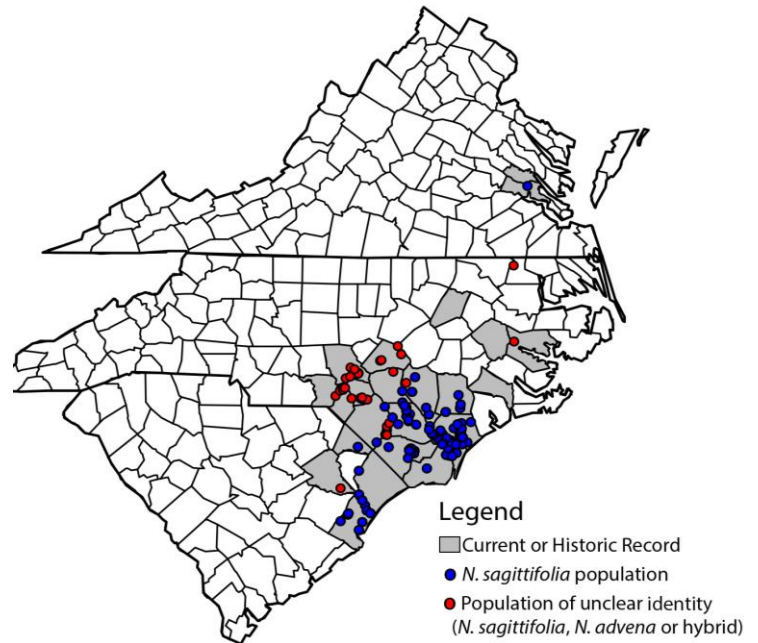 Legend
Current or Historic Record
N. sagittifolia population
Population of unclear identity
(N. sagittifolia, N. advena or hybrid)